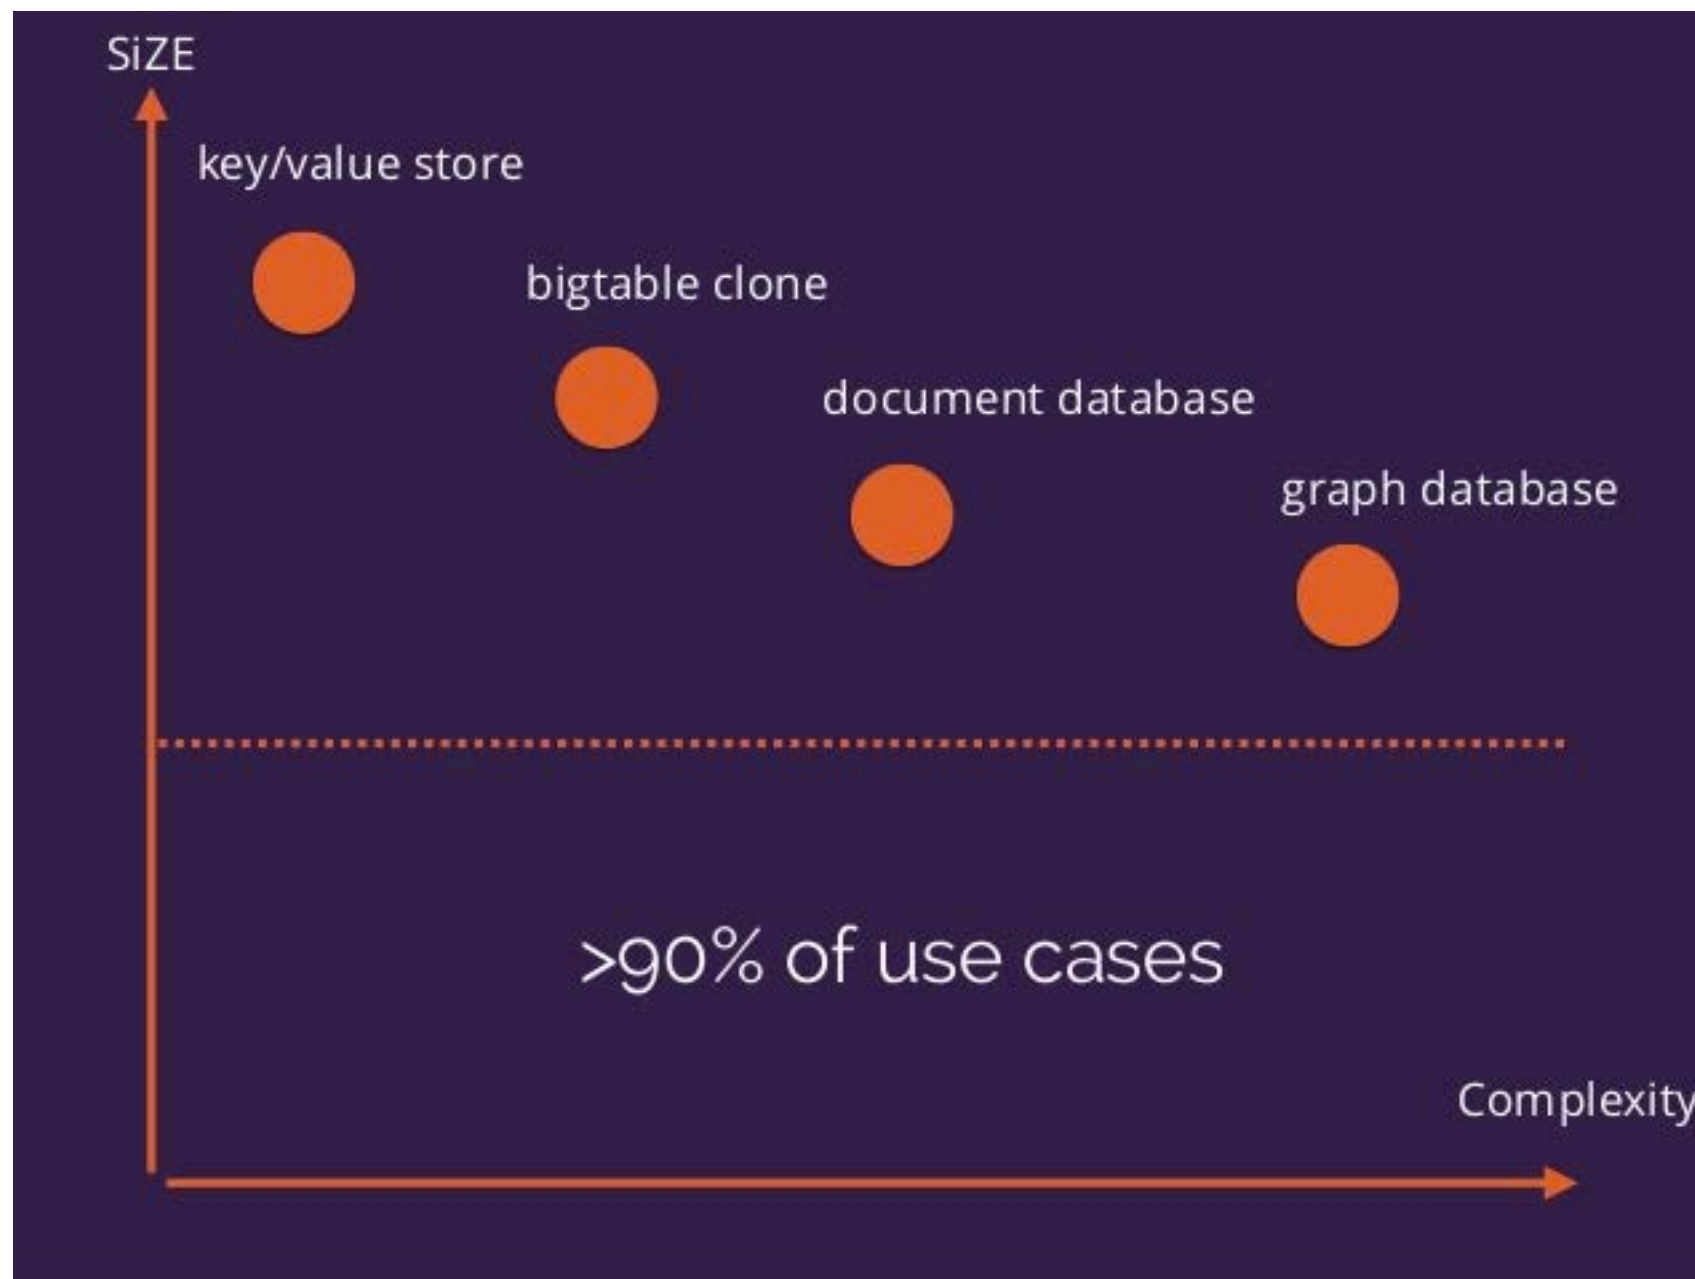 SiZE
key/value store
bigtable clone
document database
graph database
>90% of use cases
Complexity